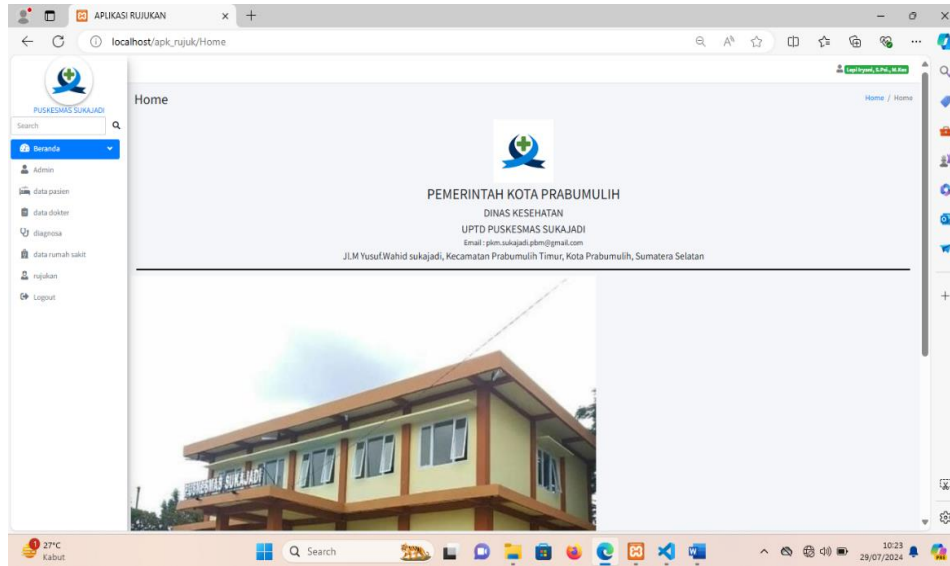 APLIKASI RUJUKAN
localhost/apk_rujuk/Home
PUSKESMAS SUKAJADI
Search
Beranda
Admin
data pasien
data dokter
diagnosa
data rumah sakit
rujukan
Logout
Home
Home / Home
PEMERINTAH KOTA PRABUMULIH
DINAS KESEHATAN
UPTD PUSKESMAS SUKAJADI
Email : pkm.sukajadi.pbm@gmail.com
Jl.M Yusuf.Wahid sukajadi, Kecamatan Prabumulih Timur, Kota Prabumulih, Sumatera Selatan
PUSKESMAS SUKAJADI
27°C
Kabut
Search
10:23
29/07/2024